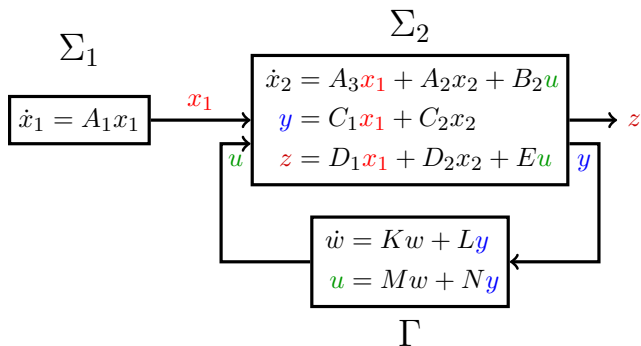 Σ₁
Σ₂
ẋ₁ = A₁x₁
x₁
ẋ₂ = A₃x₁ + A₂x₂ + B₂u
y = C₁x₁ + C₂x₂
z = D₁x₁ + D₂x₂ + Eu
z
u
y
ẇ = Kw + Ly
u = Mw + Ny
Γ